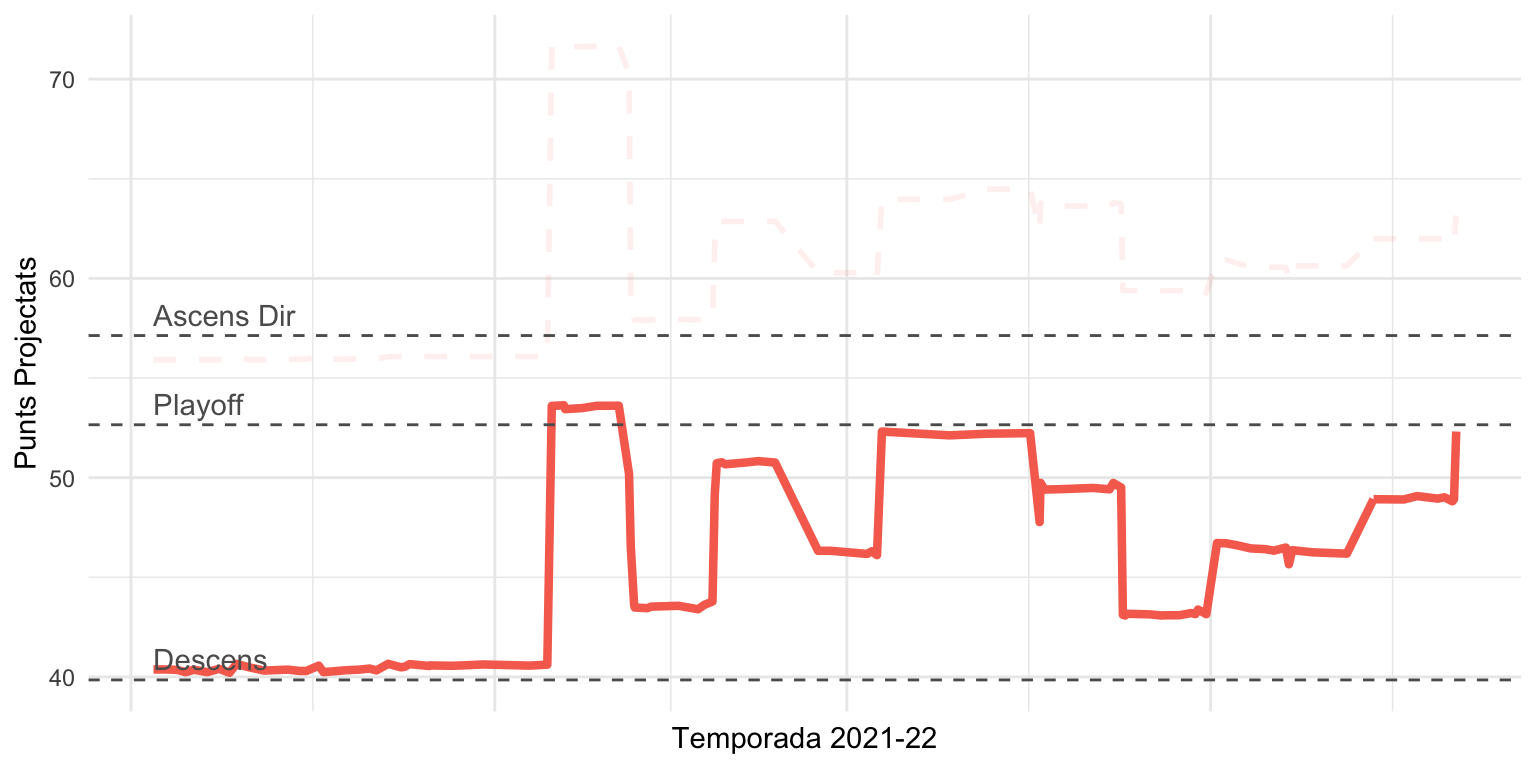 70
60
50
40
Punts Projectats
Ascens Dir
Playoff
Descens
Temporada 2021-22